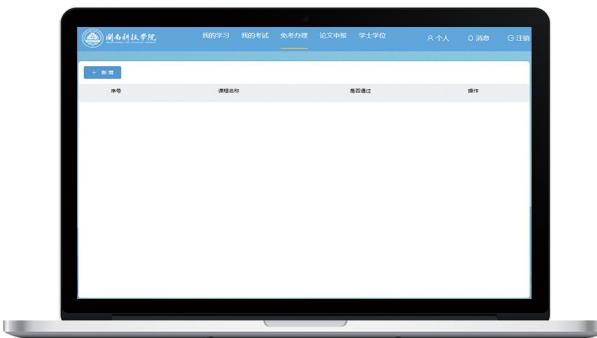 闽南科技学院 我的学习 我的考试 免考办理 论文申报 学士学位 个人 消息 注销
+ 新增
序号 课程名称 是否通过 操作